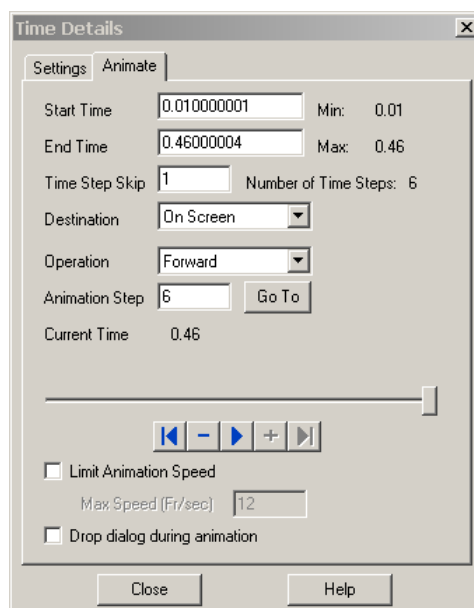 Time Details
Settings Animate
Start Time 0.010000001 Min: 0.01
End Time 0.46000004 Max: 0.46
Time Step Skip 1 Number of Time Steps: 6
Destination On Screen
Operation Forward
Animation Step 6 Go To
Current Time 0.46
Limit Animation Speed
Max Speed (Fr/sec) 12
Drop dialog during animation
Close Help